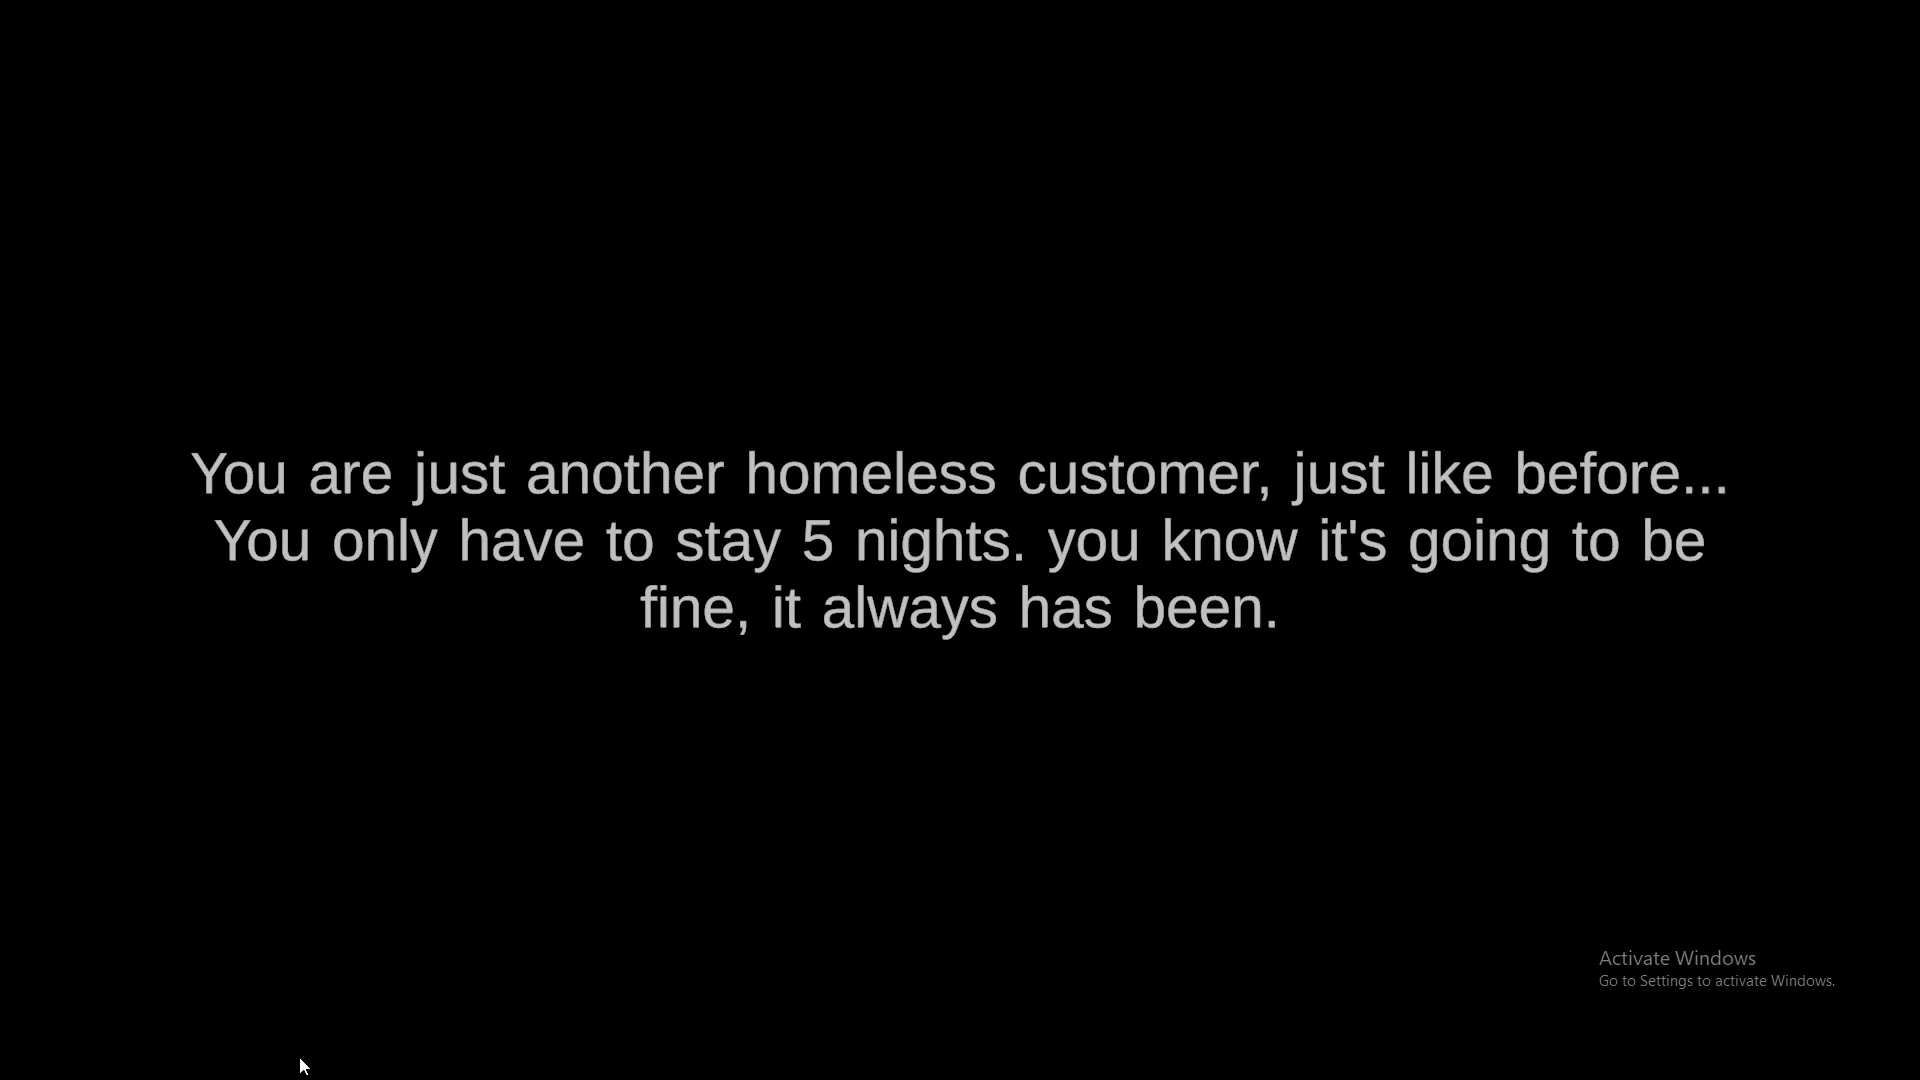 You are just another homeless customer, just like before...
You only have to stay 5 nights. you know it's going to be
fine, it always has been.
Activate Windows
Go to Settings to activate Windows.